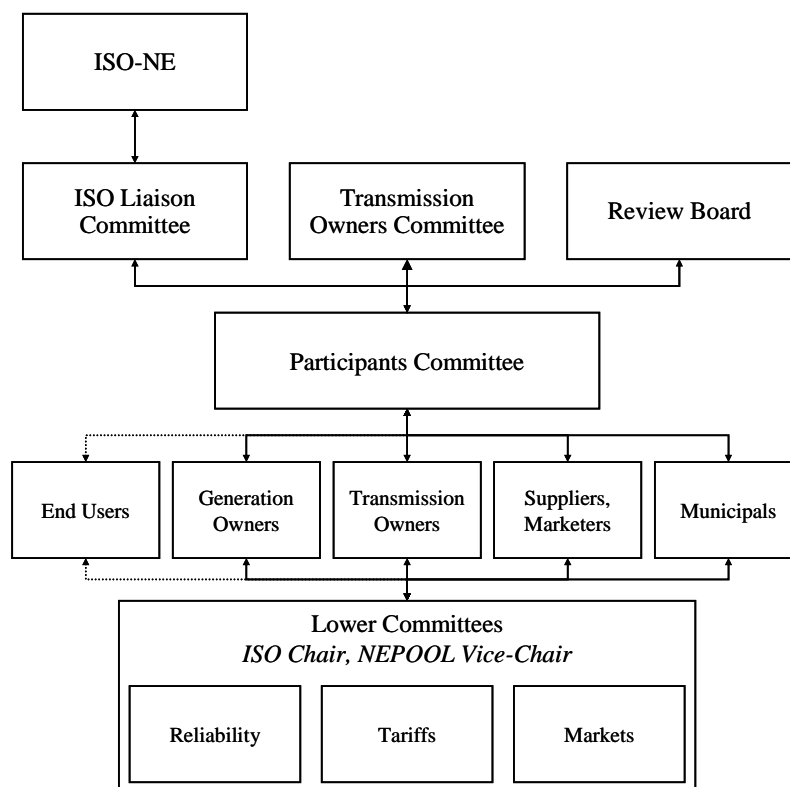 ISO-NE
ISO Liaison
Committee
Transmission
Owners Committee
Review Board
Participants Committee
End Users
Generation
Owners
Transmission
Owners
Suppliers,
Marketers
Municipals
Lower Committees
ISO Chair, NEPOOL Vice-Chair
Reliability
Tariffs
Markets